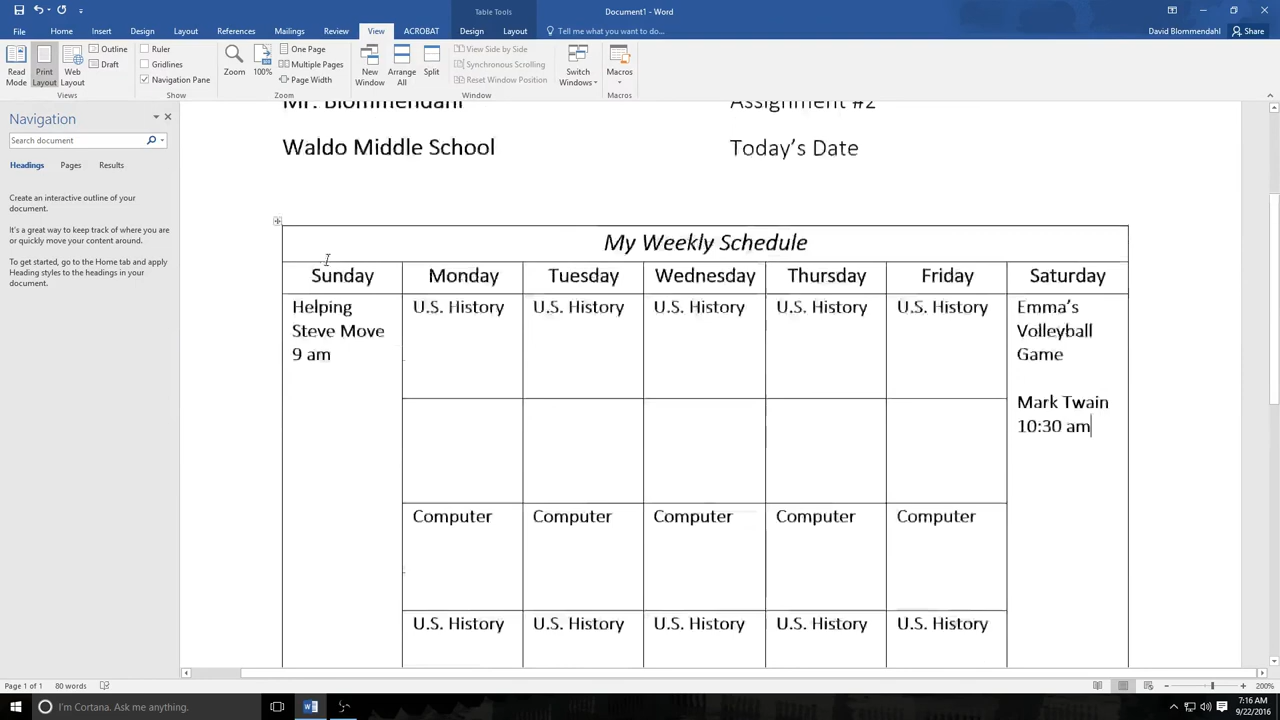 Table Tools
Document1 - Word
File Home Insert Design Layout References Mailings Review View ACROBAT Design Layout Tell me what you want to do...
David Blommendahl Share
Read Mode
Print Layout
Web Layout
Outline
Draft
Views
Ruler
Gridlines
Navigation Pane
Show
Zoom
100%
One Page
Multiple Pages
Page Width
Zoom
New Window
Arrange All
Split
View Side by Side
Synchronous Scrolling
Reset Window Position
Window
Switch Windows
Macros
Macros
Navigation
Search document
Headings Pages Results
Create an interactive outline of your
document.
It's a great way to keep track of where you are
or quickly move your content around.
To get started, go to the Home tab and apply
Heading styles to the headings in your
document.
Mr. Blommendahl Assignment #2
Waldo Middle School Today's Date
My Weekly Schedule
Sunday Monday Tuesday Wednesday Thursday Friday Saturday
Helping
Steve Move
9 am
U.S. History U.S. History U.S. History U.S. History U.S. History
Emma's
Volleyball
Game
Mark Twain
10:30 am
Computer Computer Computer Computer Computer
U.S. History U.S. History U.S. History U.S. History U.S. History
Page 1 of 1 80 words
200%
I'm Cortana. Ask me anything.
7:16 AM
9/22/2016